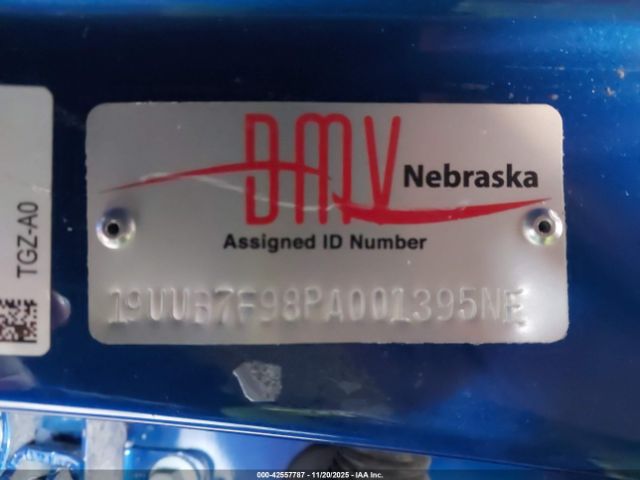 DMV Nebraska
Assigned ID Number
19UUB7F98PA001395NE
TGZ-A0
000-42557787 - 11/20/2025 - IAA Inc.